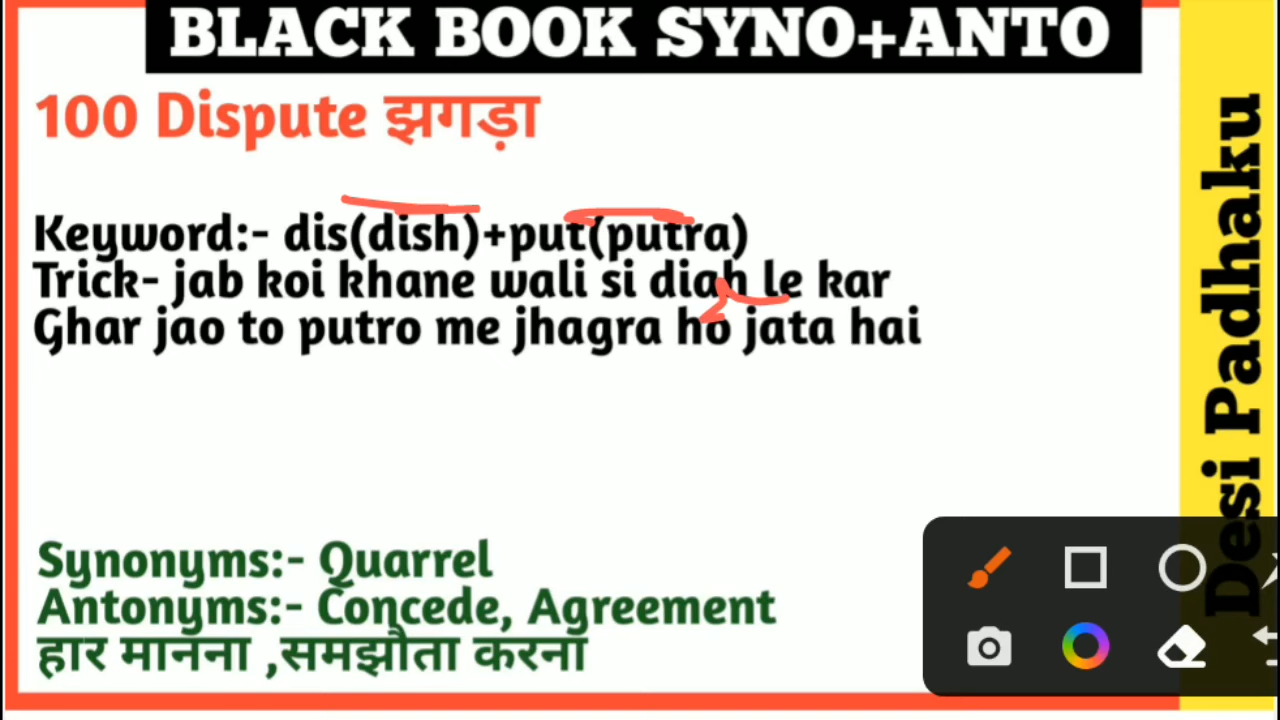 BLACK BOOK SYNO+ANTO
100 Dispute झगड़ा
Keyword:- dis(dish)+put(putra)
Trick- jab koi khane wali si diah le kar
Ghar jao to putro me jhagra ho jata hai
Synonyms:- Quarrel
Antonyms:- Concede, Agreement
हार मानना ,समझौता करना
Desi Padhaku